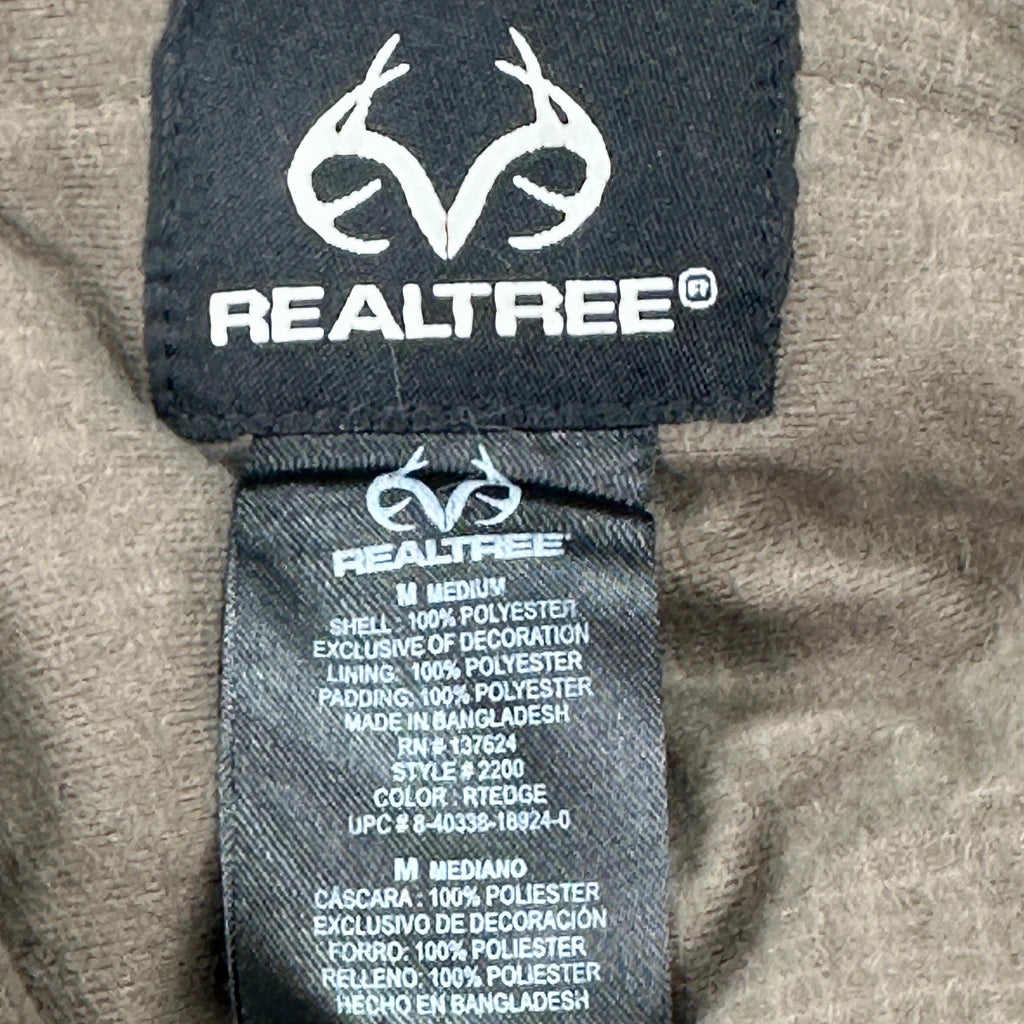 REALTREE®
REALTREE
M MEDIUM
SHELL : 100% POLYESTER
EXCLUSIVE OF DECORATION
LINING: 100% POLYESTER
PADDING: 100% POLYESTER
MADE IN BANGLADESH
RN # 137624
STYLE # 2200
COLOR : RTEDGE
UPC # 8-40338-18924-0
M MEDIANO
CÁSCARA : 100% POLIESTER
EXCLUSIVO DE DECORACIÓN
FORRO: 100% POLIESTER
RELLENO: 100% POLIESTER
HECHO EN BANGLADESH